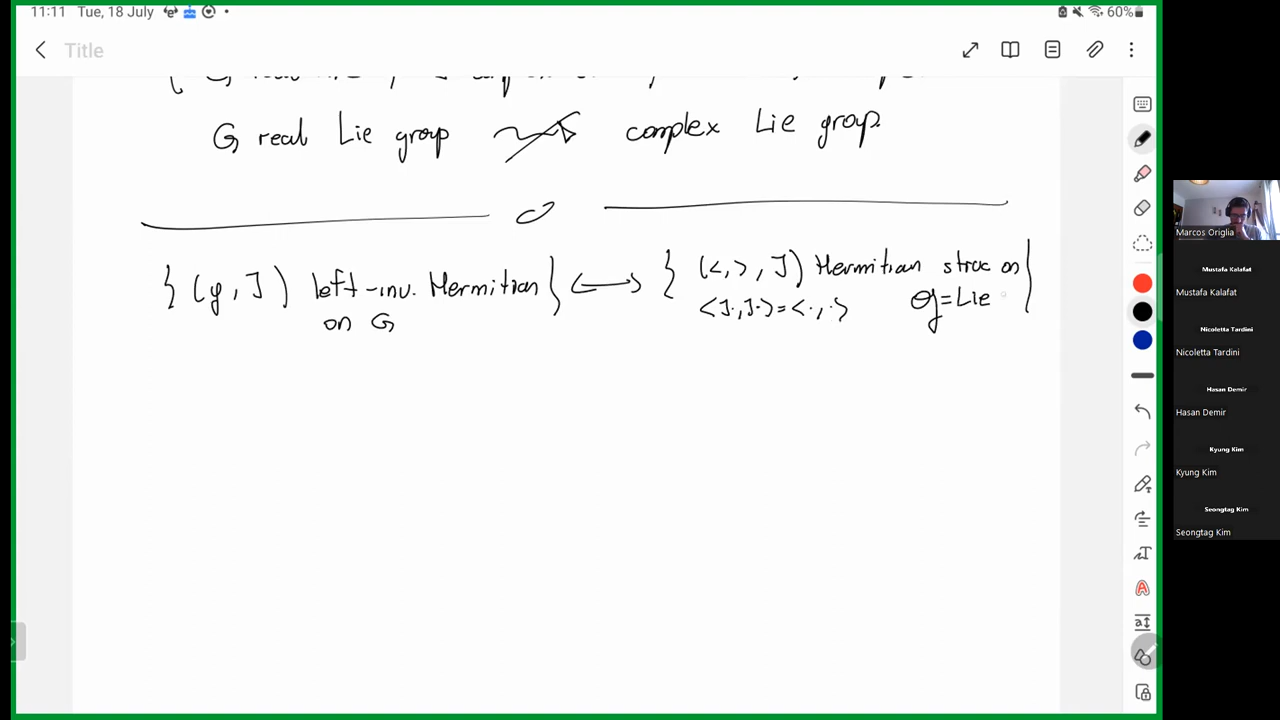 11:11 Tue, 18 July
60%
Title
G real Lie group complex Lie group
{ (g, J) left-inv. Hermitian } ⟷ { (<,>, J) Hermitian struc on
on G <J·,J·>=<·,·> 𝔤=Lie }
Marcos Origlia
Mustafa Kalafat
Mustafa Kalafat
Nicoletta Tardini
Nicoletta Tardini
Hasan Demir
Hasan Demir
Kyung Kim
Kyung Kim
Seongtag Kim
Seongtag Kim